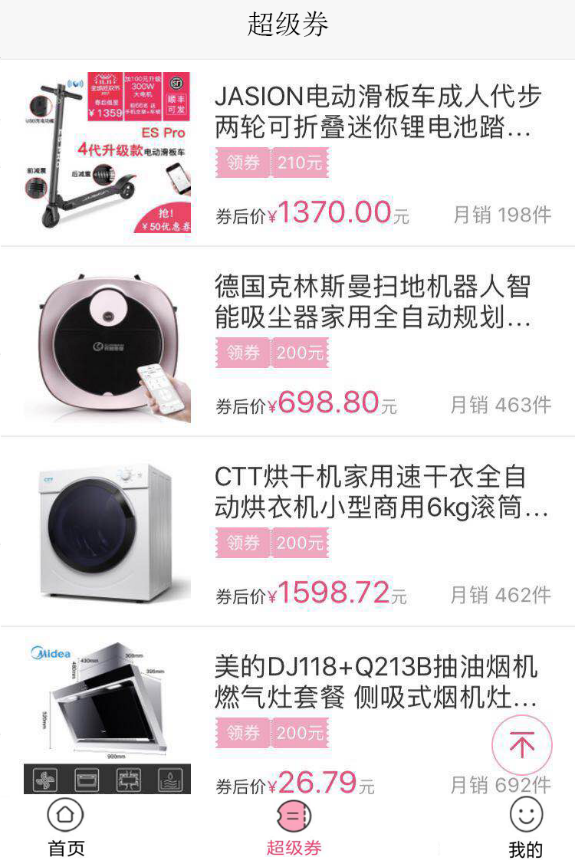 超级券
¥1359
300W
顺丰
可发
ES Pro
4代升级款电动滑板车
前减震
后减震
抢!
¥50优惠券
JASION电动滑板车成人代步
两轮可折叠迷你锂电池踏...
领券 210元
券后价¥1370.00元 月销 198件
德国克林斯曼扫地机器人智
能吸尘器家用全自动规划...
领券 200元
券后价¥698.80元 月销 463件
CTT烘干机家用速干衣全自
动烘衣机小型商用6kg滚筒...
领券 200元
券后价¥1598.72元 月销 462件
Midea
900mm
美的DJ118+Q213B抽油烟机
燃气灶套餐 侧吸式烟机灶...
领券 200元
券后价¥26.79元 月销 692件
首页 超级券 我的